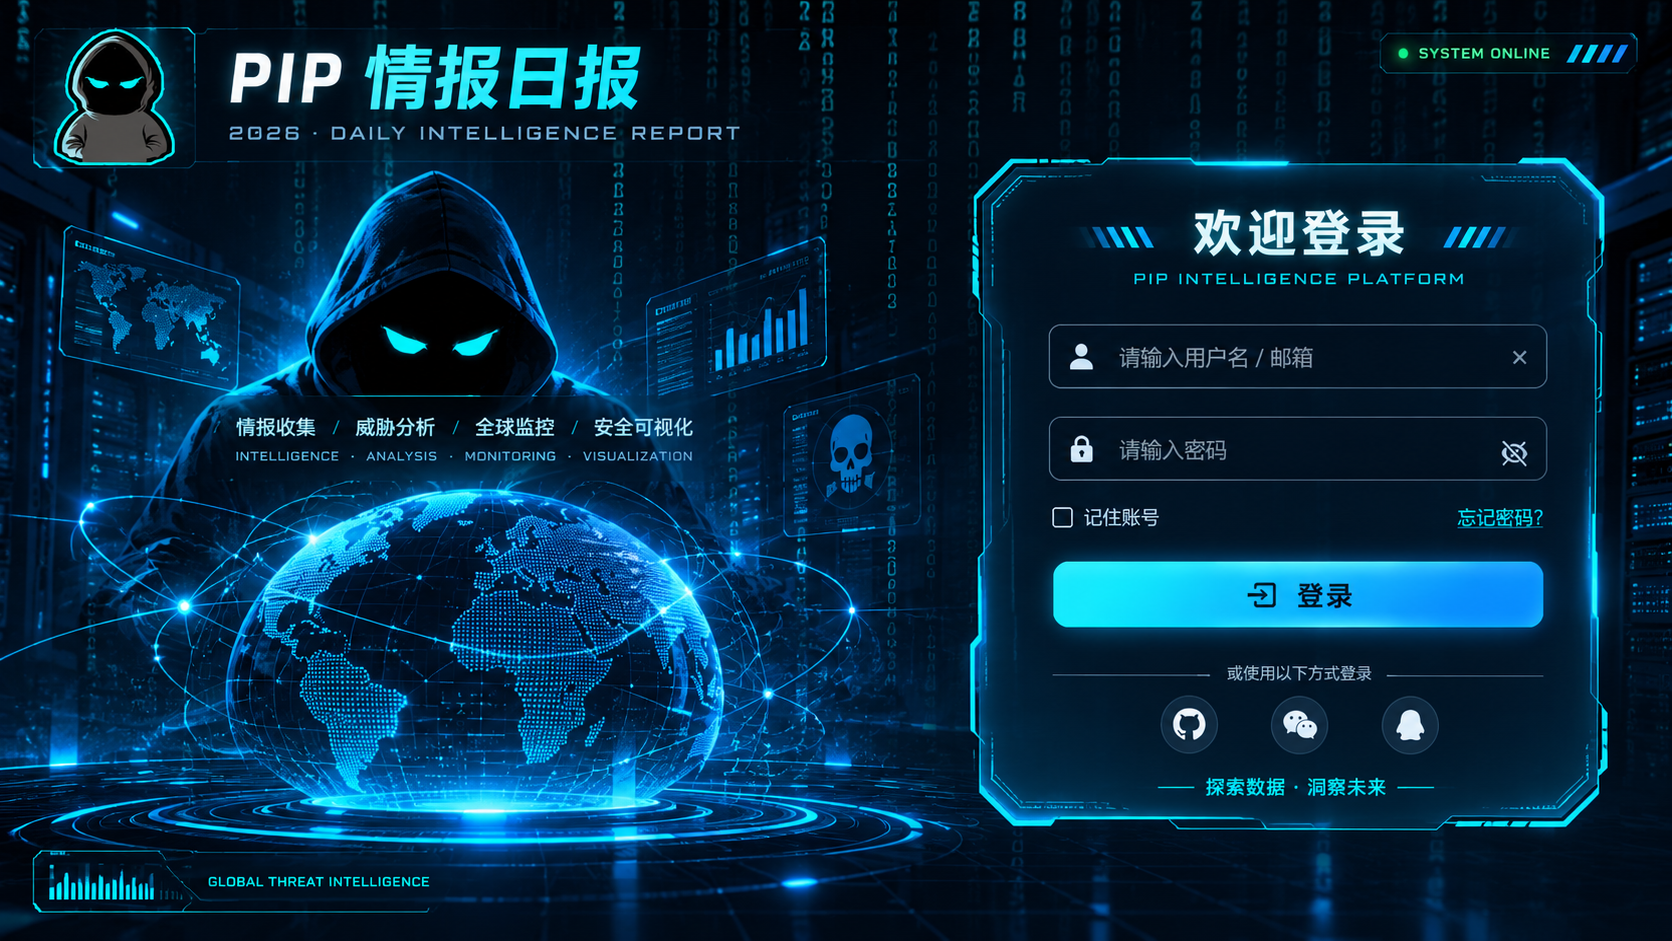 PIP 情报日报
2026 · DAILY INTELLIGENCE REPORT
SYSTEM ONLINE
情报收集 / 威胁分析 / 全球监控 / 安全可视化
INTELLIGENCE · ANALYSIS · MONITORING · VISUALIZATION
欢迎登录
PIP INTELLIGENCE PLATFORM
请输入用户名 / 邮箱
请输入密码
记住账号
忘记密码?
登录
或使用以下方式登录
探索数据 · 洞察未来
GLOBAL THREAT INTELLIGENCE